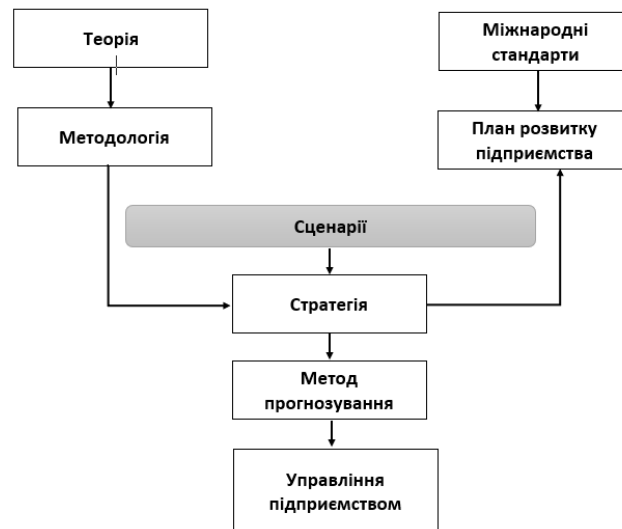 Теорія
Міжнародні
стандарти
Методологія
План розвитку
підприємства
Сценарії
Стратегія
Метод
прогнозування
Управління
підприємством